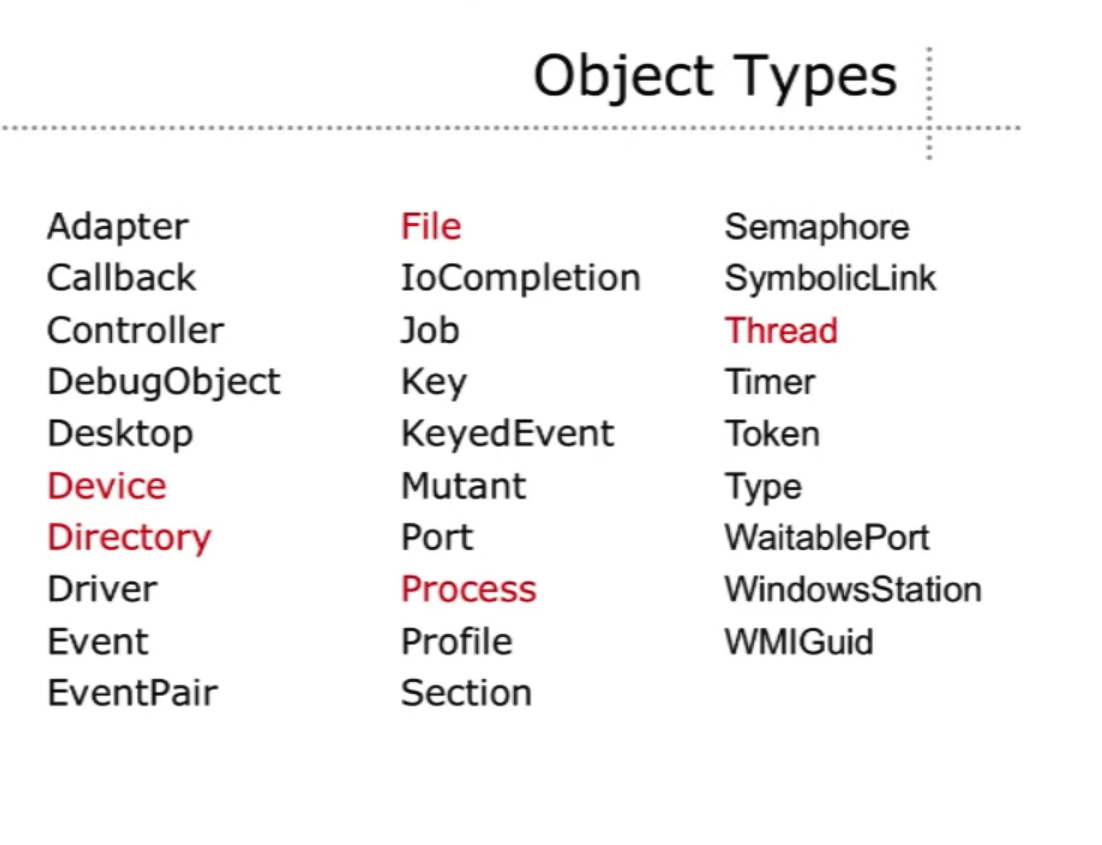 Object Types
Adapter
Callback
Controller
DebugObject
Desktop
Device
Directory
Driver
Event
EventPair
File
IoCompletion
Job
Key
KeyedEvent
Mutant
Port
Process
Profile
Section
Semaphore
SymbolicLink
Thread
Timer
Token
Type
WaitablePort
WindowsStation
WMIGuid